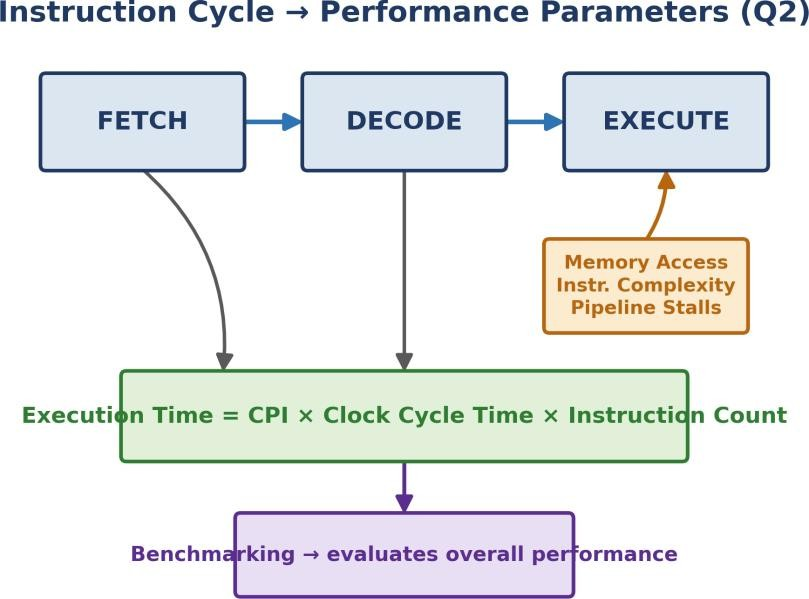 Instruction Cycle → Performance Parameters (Q2)
FETCH
DECODE
EXECUTE
Memory Access
Instr. Complexity
Pipeline Stalls
Execution Time = CPI × Clock Cycle Time × Instruction Count
Benchmarking → evaluates overall performance